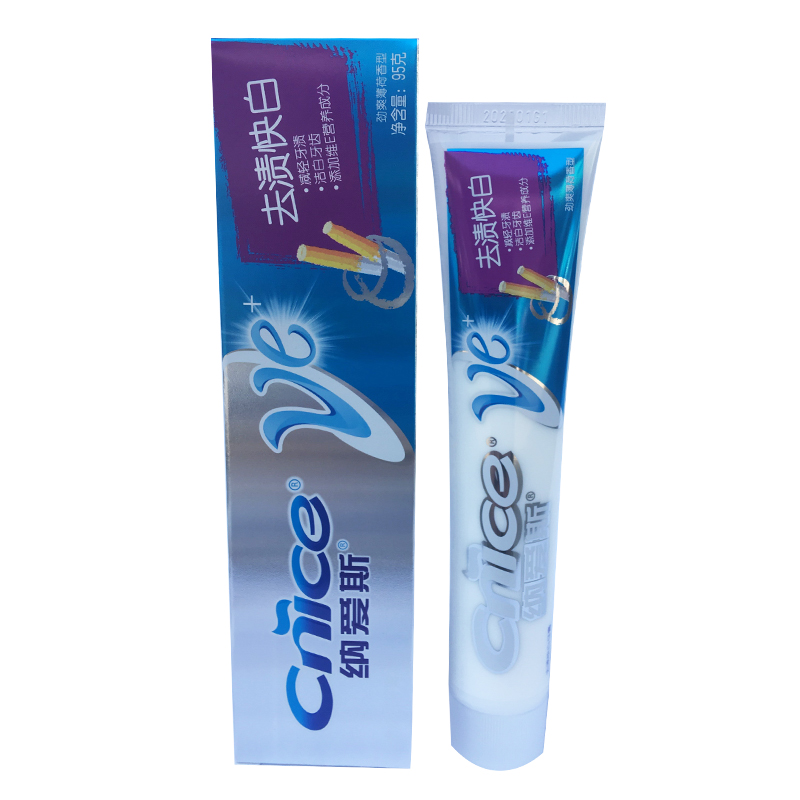 cnice®
纳爱斯®
Ve+
去渍快白
·减轻牙渍
·洁白牙齿
·添加维E营养成分
劲爽薄荷香型
净含量：95克
cnice®
纳爱斯®
Ve+
去渍快白
·减轻牙渍
·洁白牙齿
·添加维E营养成分
劲爽薄荷香型